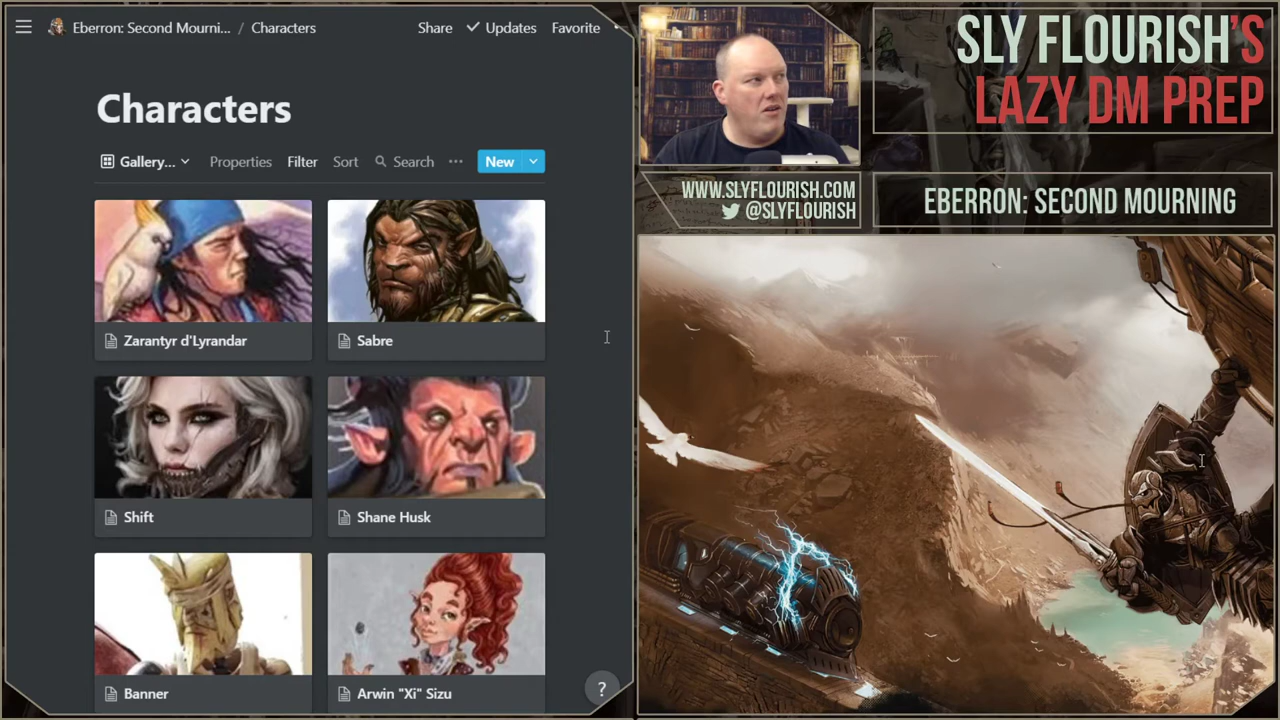 Eberron: Second Mourni... / Characters
Share ✓ Updates Favorite
Characters
Gallery... Properties Filter Sort Search ... New
Zarantyr d'Lyrandar
Sabre
Shift
Shane Husk
Banner
Arwin "Xi" Sizu
?
SLY FLOURISH'S
LAZY DM PREP
WWW.SLYFLOURISH.COM
@SLYFLOURISH
EBERRON: SECOND MOURNING